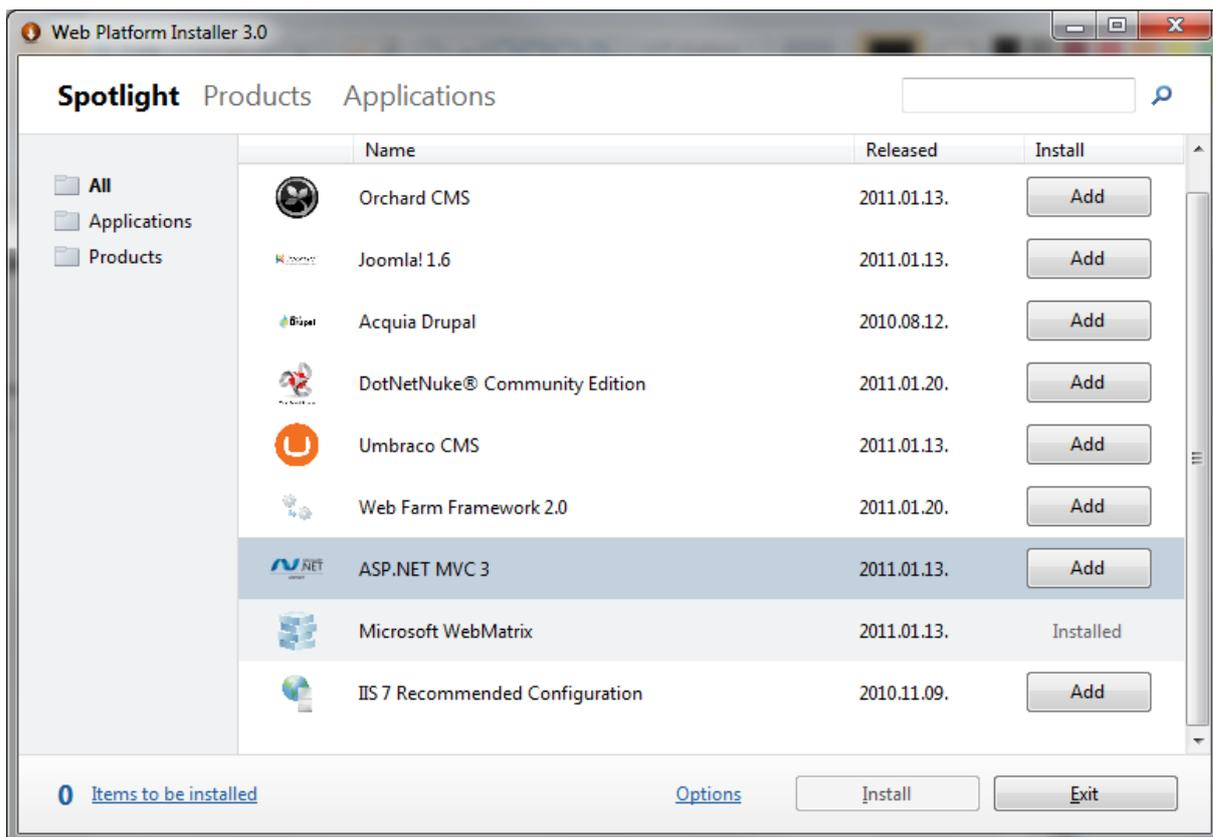 Web Platform Installer 3.0
Spotlight Products Applications
Name Released Install
All
Applications
Products
Orchard CMS 2011.01.13. Add
Joomla! 1.6 2011.01.13. Add
Drupal Acquia Drupal 2010.08.12. Add
DotNetNuke® Community Edition 2011.01.20. Add
Umbraco CMS 2011.01.13. Add
Web Farm Framework 2.0 2011.01.20. Add
.NET ASP.NET MVC 3 2011.01.13. Add
Microsoft WebMatrix 2011.01.13. Installed
IIS 7 Recommended Configuration 2010.11.09. Add
0 Items to be installed Options Install Exit